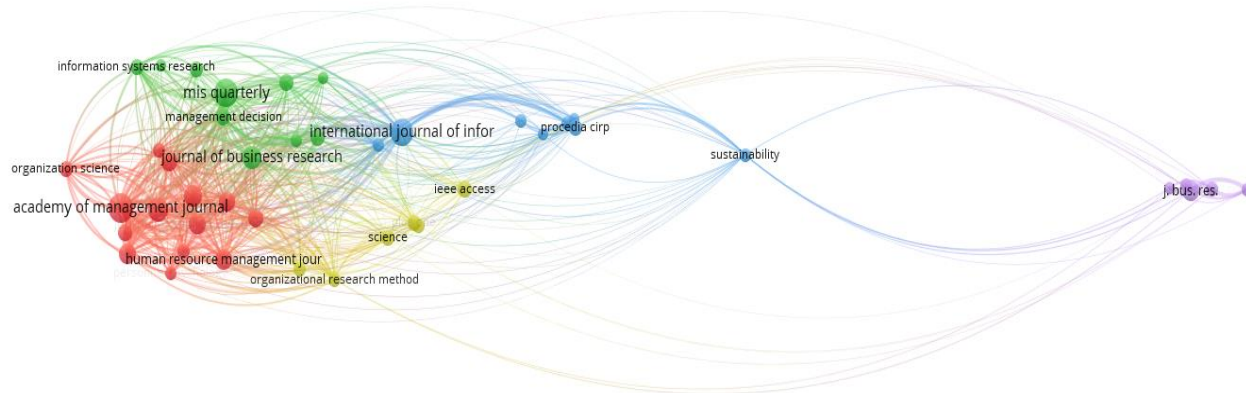 information systems research
mis quarterly
management decision
international journal of infor
procedia cirp
journal of business research
sustainability
organization science
ieee access
j. bus. res.
academy of management journal
science
human resource management jour
organizational research method